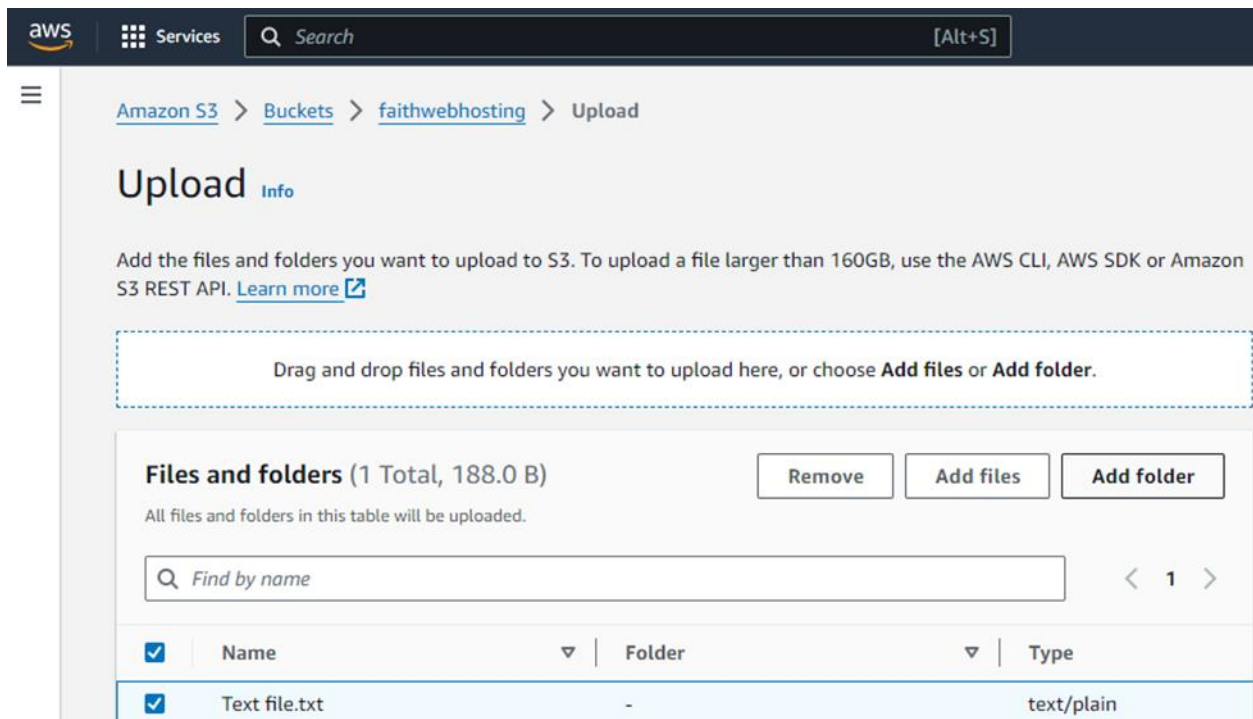 aws Services Search [Alt+S]
Amazon S3 > Buckets > faithwebhosting > Upload
Upload Info
Add the files and folders you want to upload to S3. To upload a file larger than 160GB, use the AWS CLI, AWS SDK or Amazon
S3 REST API. Learn more
Drag and drop files and folders you want to upload here, or choose Add files or Add folder.
Files and folders (1 Total, 188.0 B) Remove Add files Add folder
All files and folders in this table will be uploaded.
Find by name < 1 >
Name Folder Type
Text file.txt - text/plain